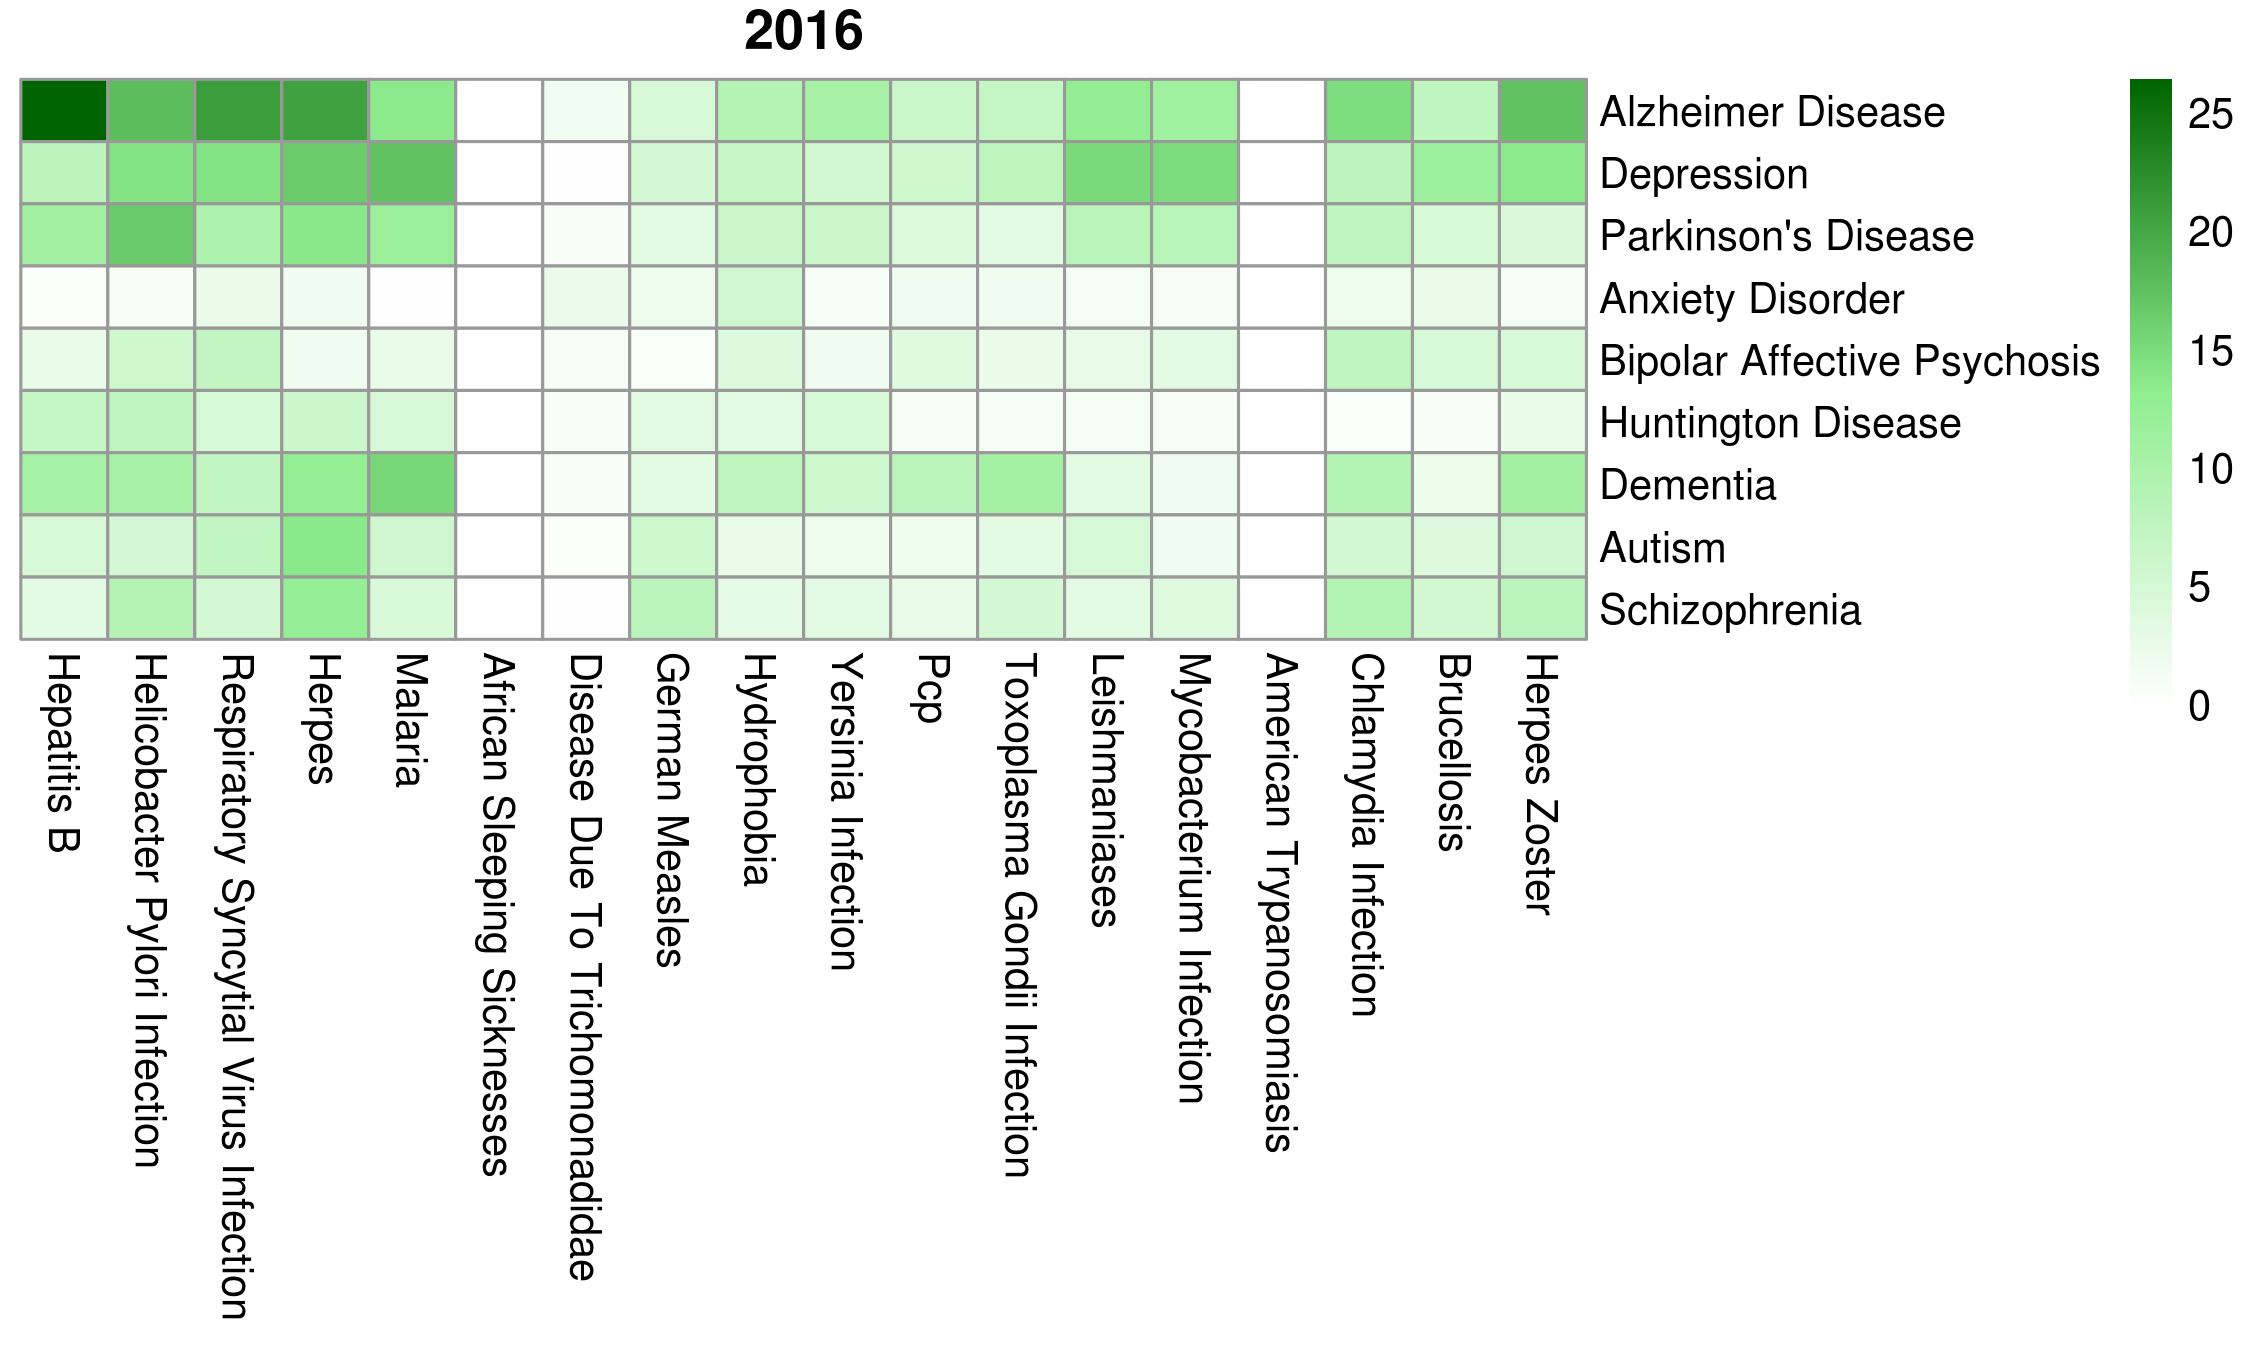 2016
Alzheimer Disease
Depression
Parkinson's Disease
Anxiety Disorder
Bipolar Affective Psychosis
Huntington Disease
Dementia
Autism
Schizophrenia
25
20
15
10
5
0
Hepatitis B
Helicobacter Pylori Infection
Respiratory Syncytial Virus Infection
Herpes
Malaria
African Sleeping Sicknesses
Disease Due To Trichomonadidae
German Measles
Hydrophobia
Yersinia Infection
Pcp
Toxoplasma Gondii Infection
Leishmaniases
Mycobacterium Infection
American Trypanosomiasis
Chlamydia Infection
Brucellosis
Herpes Zoster